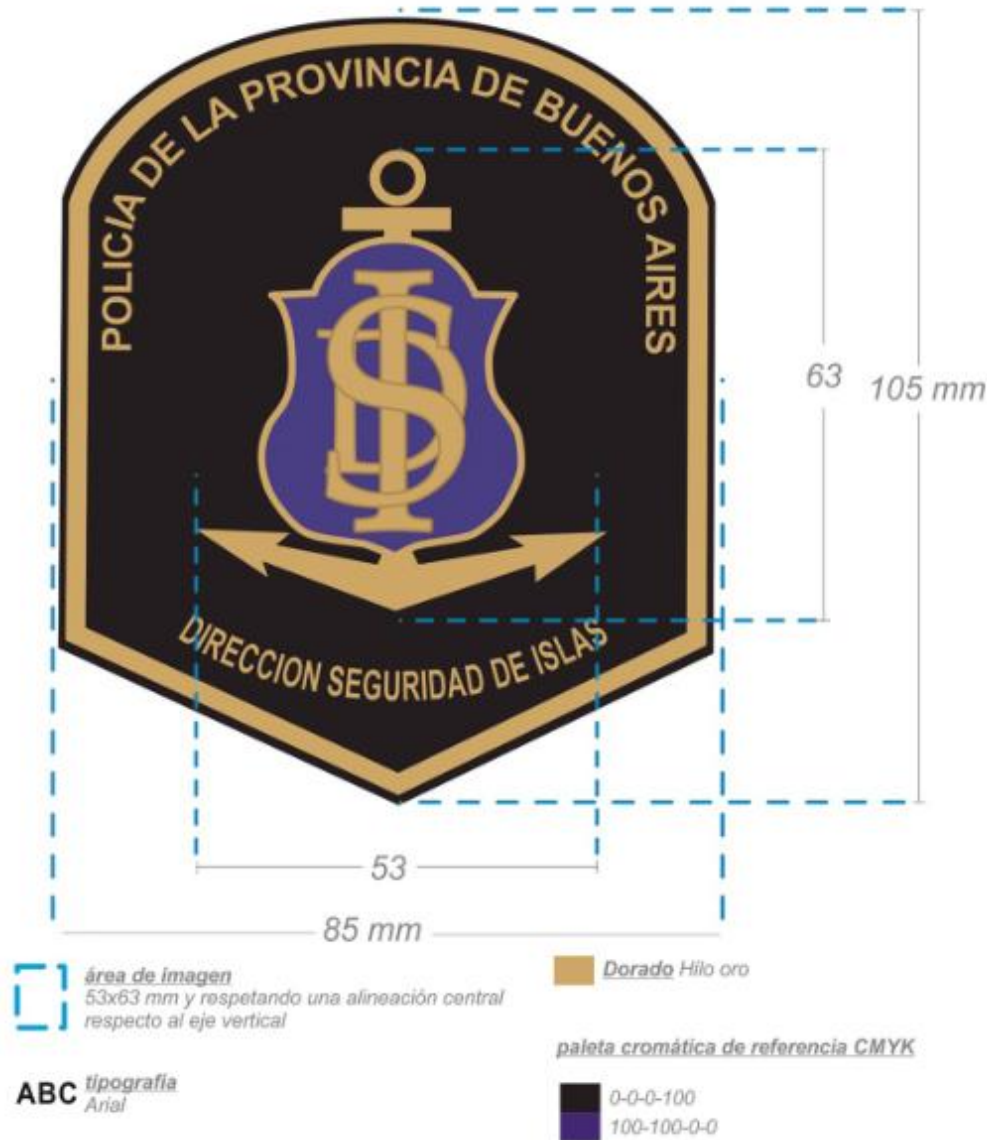 POLICÍA DE LA PROVINCIA DE BUENOS AIRES
DSI
DIRECCION SEGURIDAD DE ISLAS
63
105 mm
53
85 mm
área de imagen
53x63 mm y respetando una alineación central
respecto al eje vertical
Dorado Hilo oro
ABC tipografía
Arial
paleta cromática de referencia CMYK
0-0-0-100
100-100-0-0